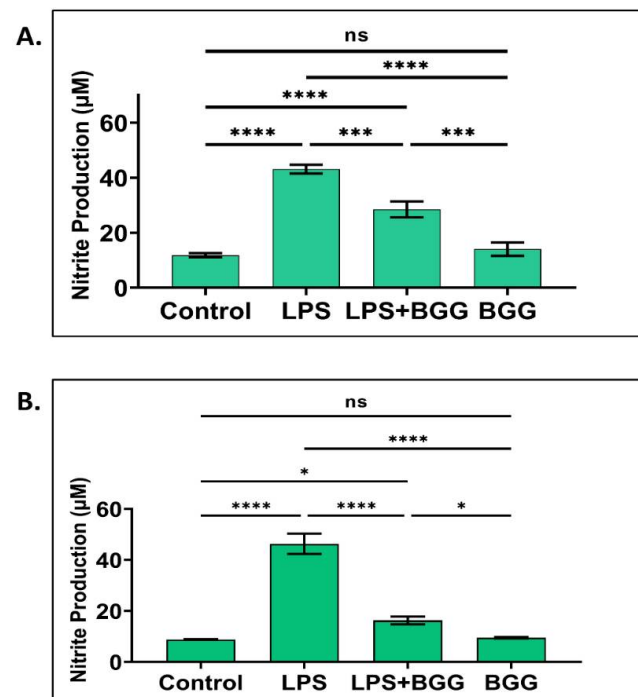 A.
ns
****
****
**** *** ***
Nitrite Production (µM)
60
40
20
0
Control LPS LPS+BGG BGG
B.
ns
****
*
**** **** *
Nitrite Production (µM)
60
40
20
0
Control LPS LPS+BGG BGG